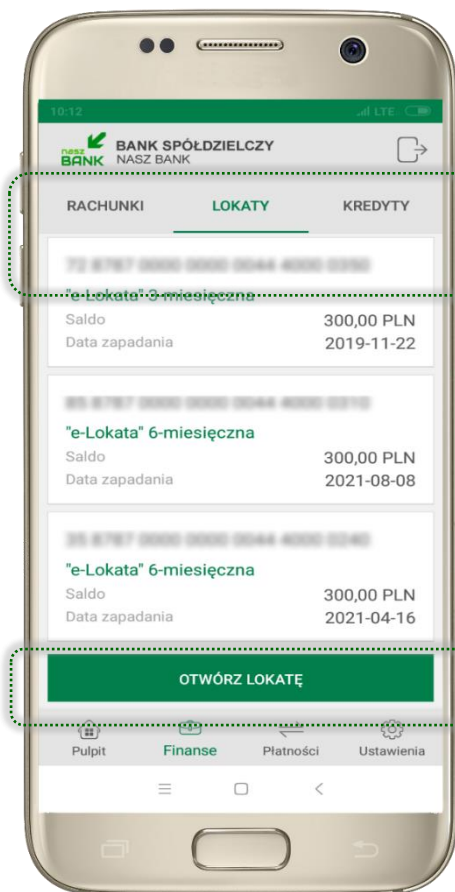 10:12 LTE
nasz BANK
BANK SPÓŁDZIELCZY
NASZ BANK
RACHUNKI LOKATY KREDYTY
"e-Lokata" 3-miesięczna
Saldo 300,00 PLN
Data zapadania 2019-11-22
"e-Lokata" 6-miesięczna
Saldo 300,00 PLN
Data zapadania 2021-08-08
"e-Lokata" 6-miesięczna
Saldo 300,00 PLN
Data zapadania 2021-04-16
OTWÓRZ LOKATĘ
Pulpit Finanse Płatności Ustawienia